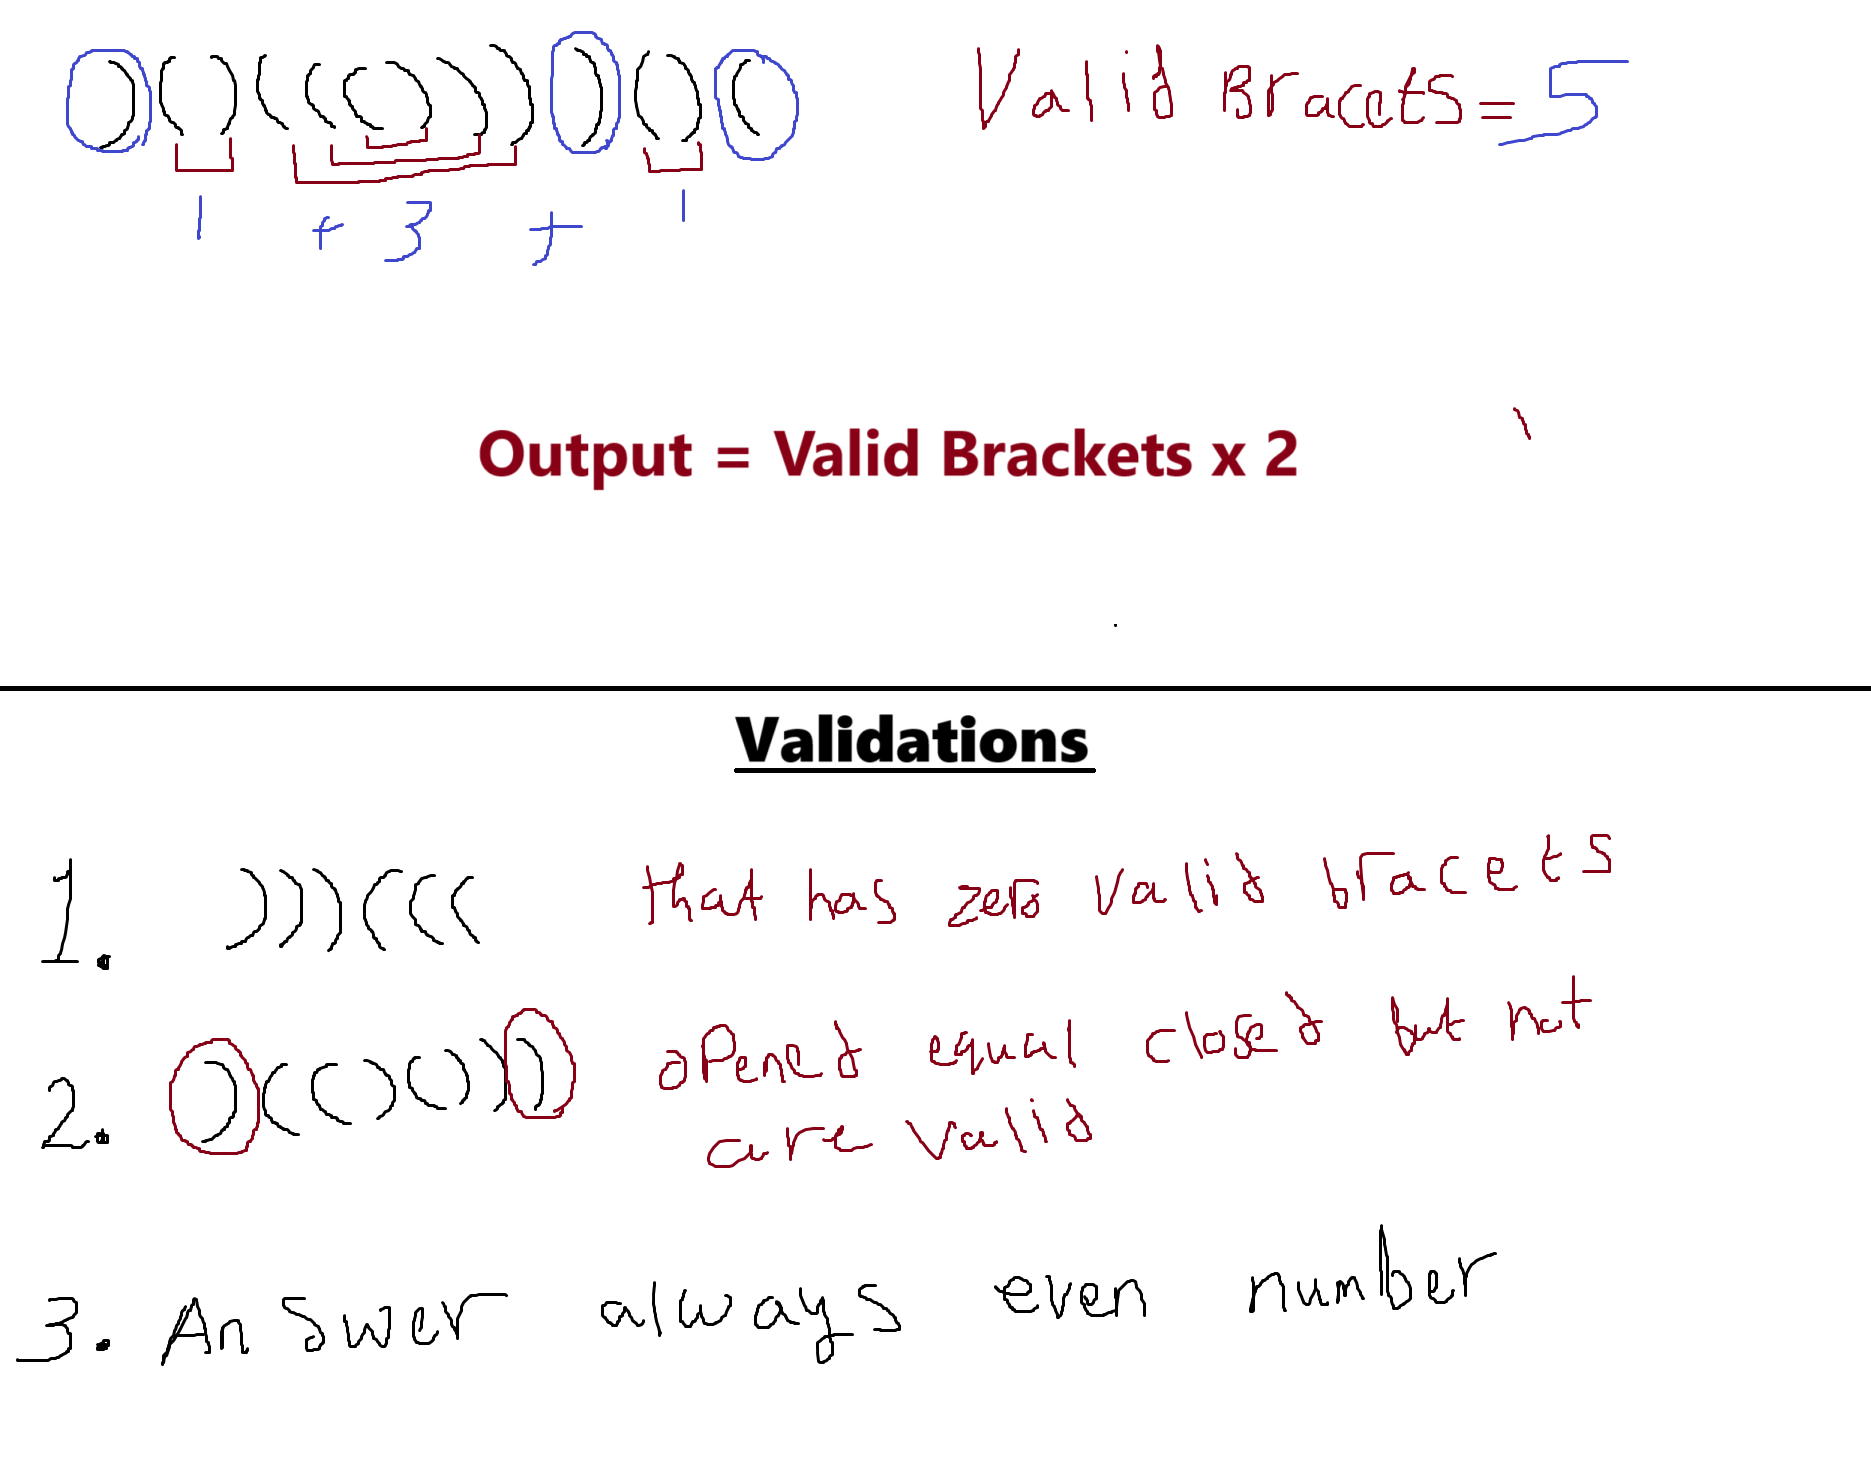 )()((())))()( Valid Bracets = 5
1 + 3 + 1
Output = Valid Brackets x 2
Validations
1. )))((( that has zero valid bracets
2. )(()())) opened equal closed but not
are valid
3. Answer always even number